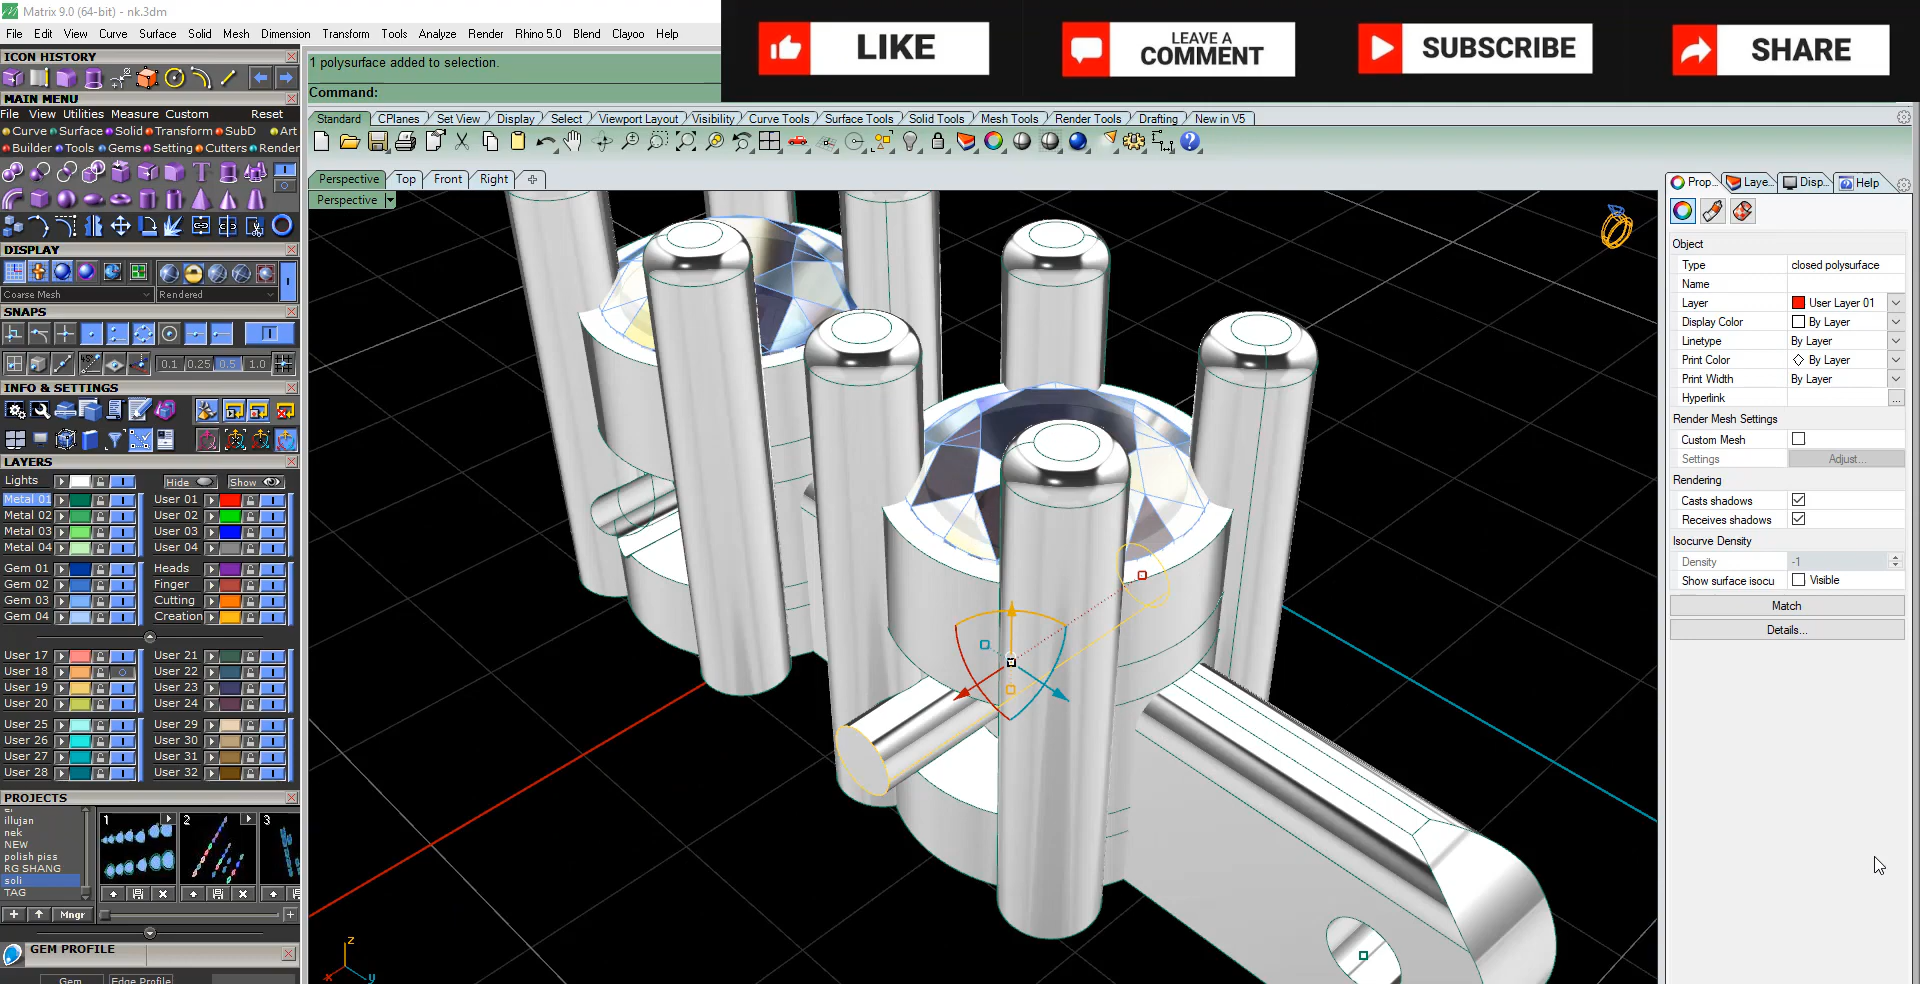 Matrix 9.0 (64-bit) - nk.3dm
File Edit View Curve Surface Solid Mesh Dimension Transform Tools Analyze Render Rhino 5.0 Blend Clayoo Help
LIKE
LEAVE A
COMMENT
SUBSCRIBE
SHARE
ICON HISTORY
1 polysurface added to selection.
Command:
MAIN MENU
File View Utilities Measure Custom Reset
Curve Surface Solid Transform SubD Art
Builder Tools Gems Setting Cutters Render
Standard CPlanes Set View Display Select Viewport Layout Visibility Curve Tools Surface Tools Solid Tools Mesh Tools Render Tools Drafting New in V5
Perspective Top Front Right
Perspective
DISPLAY
Coarse Mesh Rendered
SNAPS
0.1 0.25 0.5 1.0
INFO & SETTINGS
LAYERS
Lights Hide Show
Metal 01 User 01
Metal 02 User 02
Metal 03 User 03
Metal 04 User 04
Gem 01 Heads
Gem 02 Finger
Gem 03 Cutting
Gem 04 Creation
User 17 User 21
User 18 User 22
User 19 User 23
User 20 User 24
User 25 User 29
User 26 User 30
User 27 User 31
User 28 User 32
PROJECTS
illujan
nek
NEW
polish piss
RG SHANG
soli
TAG
1 2 3
Mngr
GEM PROFILE
Gem Edge Profile
z
x y
Prop... Laye... Disp... Help
Object
Type closed polysurface
Name
Layer User Layer 01
Display Color By Layer
Linetype By Layer
Print Color By Layer
Print Width By Layer
Hyperlink ...
Render Mesh Settings
Custom Mesh
Settings Adjust...
Rendering
Casts shadows
Receives shadows
Isocurve Density
Density -1
Show surface isocu Visible
Match
Details...